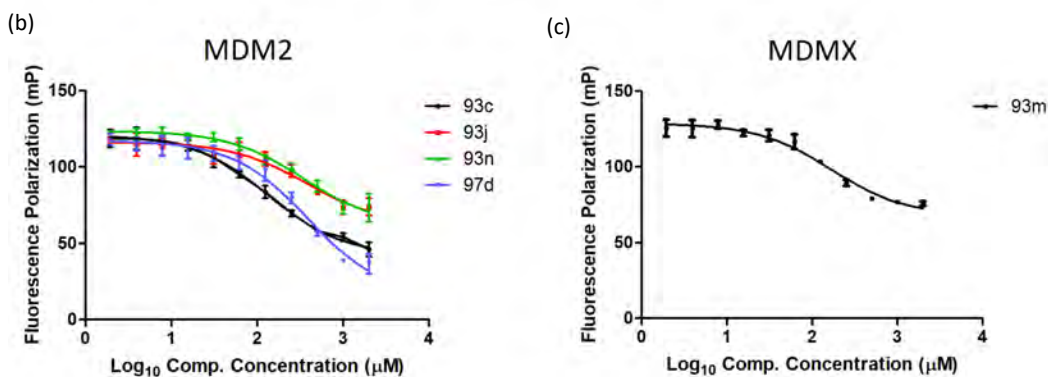 (b)
MDM2
Fluorescence Polarization (mP)
150
100
50
0
0
1
2
3
4
Log10 Comp. Concentration (μM)
93c
93j
93n
97d
(c)
MDMX
Fluorescence Polarization (mP)
150
100
50
0
0
1
2
3
4
Log10 Comp. Concentration (μM)
93m